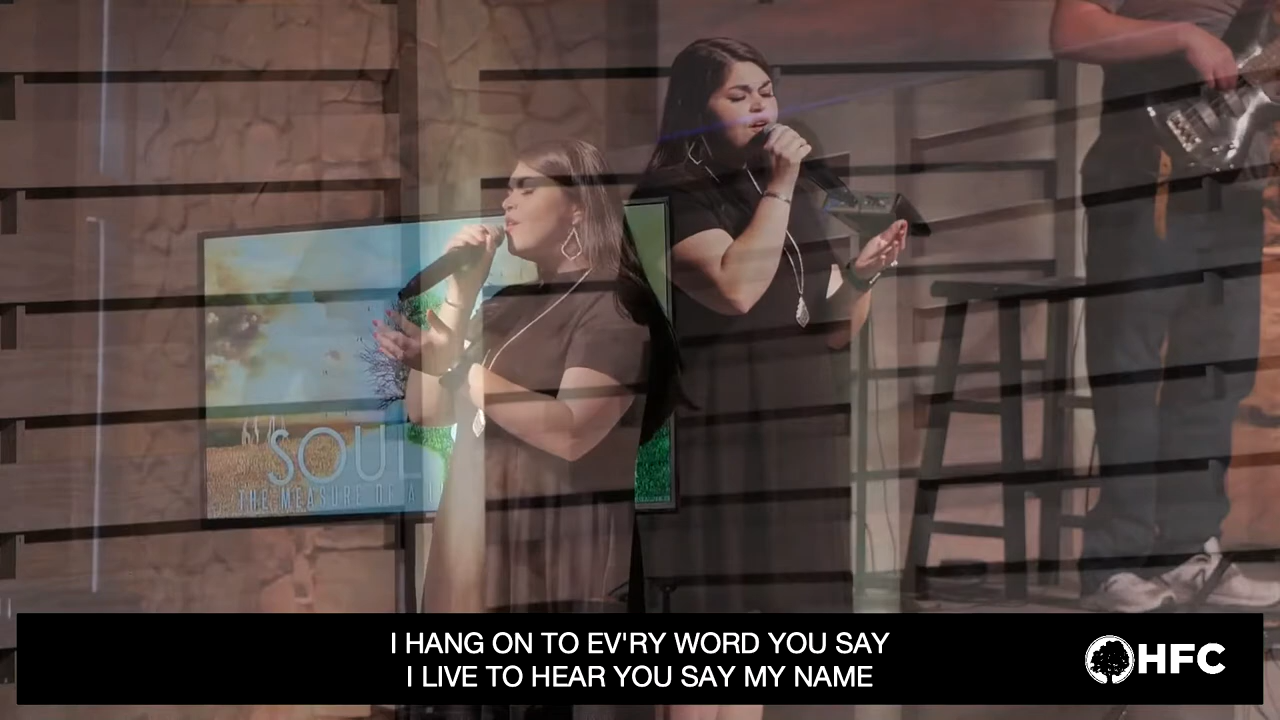 SOUL
THE MEASURE OF A
I HANG ON TO EV'RY WORD YOU SAY
I LIVE TO HEAR YOU SAY MY NAME
HFC